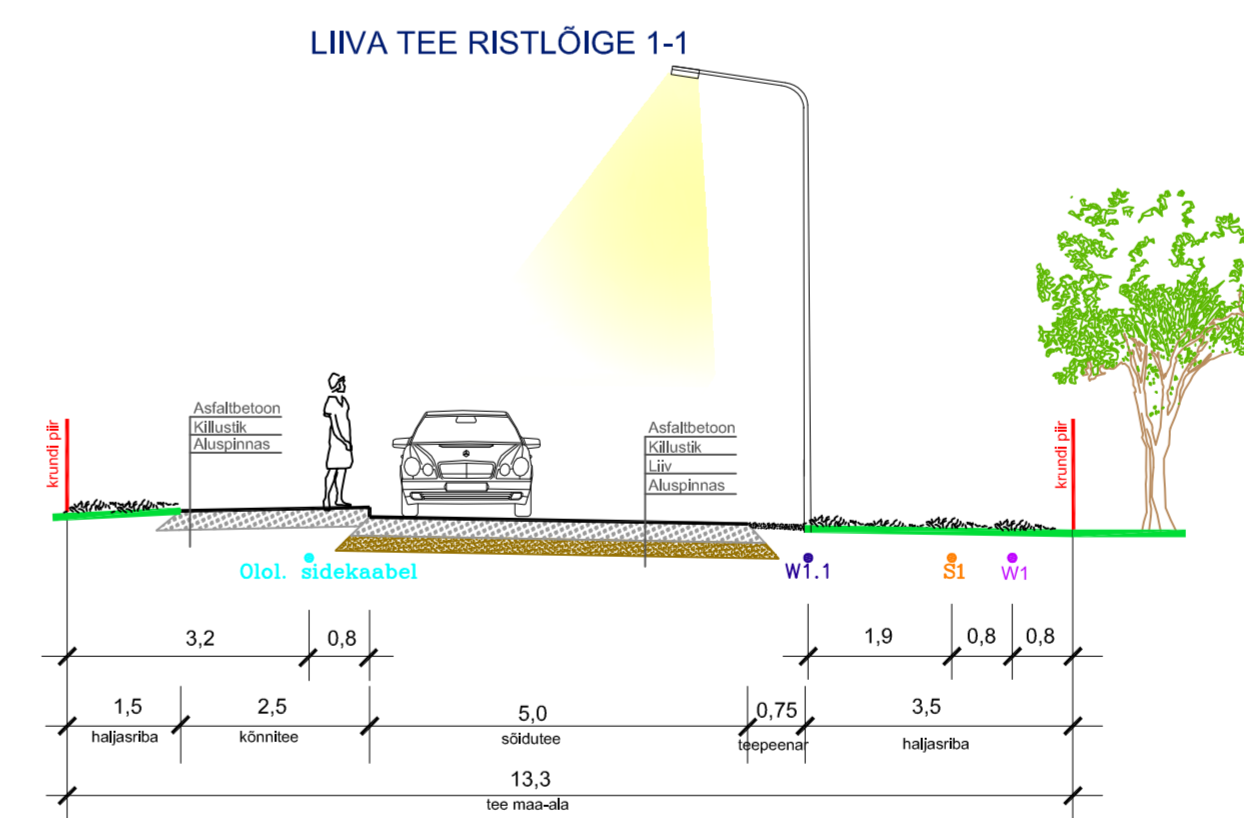 LIIVA TEE RISTLÕIGE 1-1
krundi piir
Asfaltbetoon
Killustik
Aluspinnas
Asfaltbetoon
Killustik
Liiv
Aluspinnas
krundi piir
Olol. sidekaabel
W1.1
S1
W1
3,2
0,8
1,9
0,8
0,8
1,5
2,5
5,0
0,75
3,5
haljasriba
kõnnitee
sõidutee
teepeenar
haljasriba
13,3
tee maa-ala